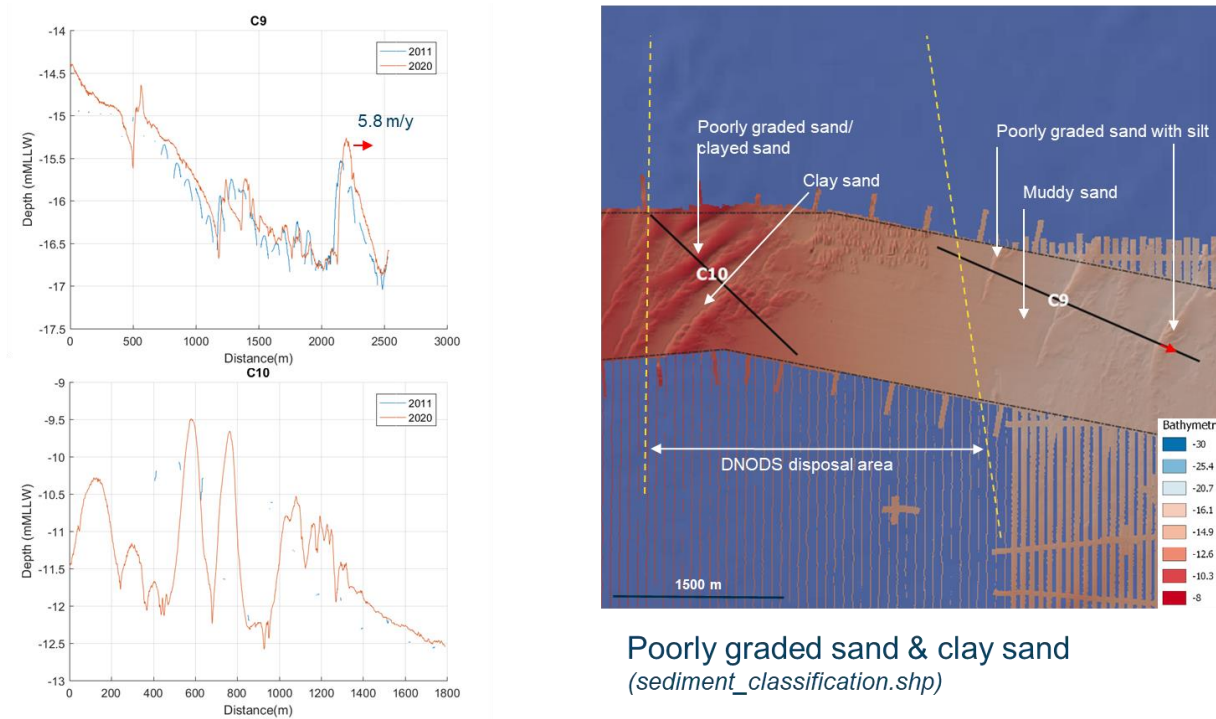 C9
-14
-14.5
-15
-15.5
-16
-16.5
-17
-17.5
Depth (mMLLW)
2011
2020
5.8 m/y
0
500
1000
1500
2000
2500
3000
Distance(m)
C10
-9
-9.5
-10
-10.5
-11
-11.5
-12
-12.5
-13
Depth (mMLLW)
2011
2020
0
200
400
600
800
1000
1200
1400
1600
1800
Distance(m)
Poorly graded sand/
clayed sand
Clay sand
Poorly graded sand with silt
Muddy sand
C10
C9
DNODS disposal area
1500 m
Bathymetr
-30
-25.4
-20.7
-16.1
-14.9
-12.6
-10.3
-8
Poorly graded sand & clay sand
(sediment_classification.shp)